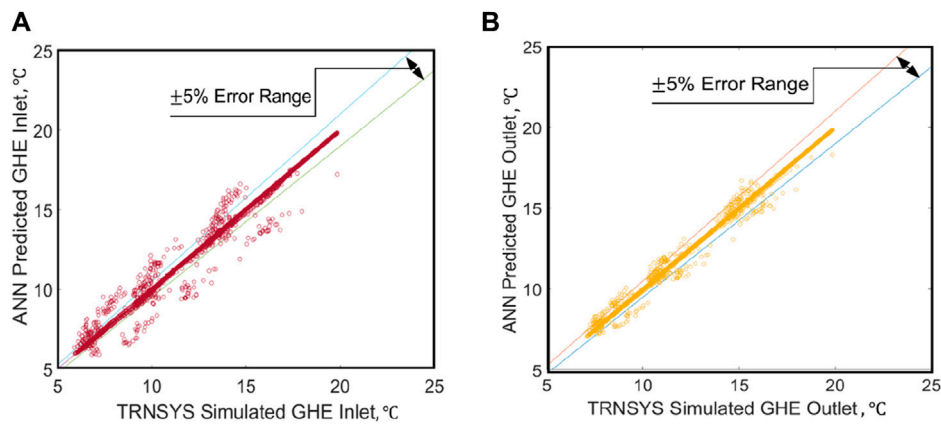 A
25
20
15
10
5
ANN Predicted GHE Inlet, ℃
±5% Error Range
5 10 15 20 25
TRNSYS Simulated GHE Inlet, ℃
B
25
20
15
10
5
ANN Predicted GHE Outlet, ℃
±5% Error Range
5 10 15 20 25
TRNSYS Simulated GHE Outlet, ℃